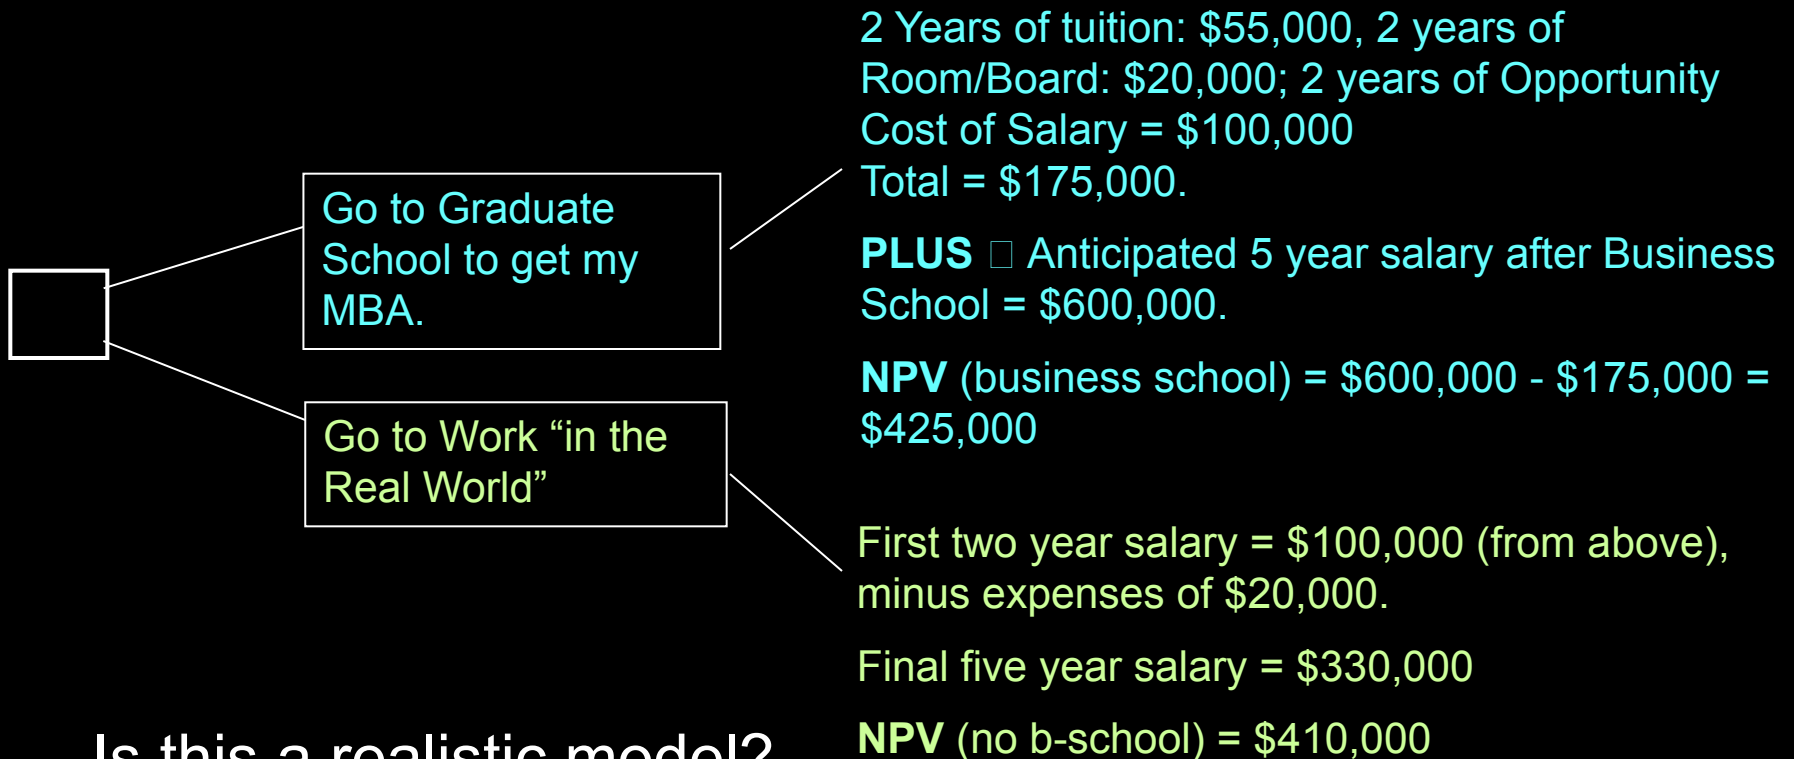 2 Years of tuition: $55,000, 2 years of
Room/Board: $20,000; 2 years of Opportunity
Cost of Salary = $100,000
Total = $175,000.
PLUS □ Anticipated 5 year salary after Business
School = $600,000.
NPV (business school) = $600,000 - $175,000 =
$425,000
Go to Graduate
School to get my
MBA.
Go to Work “in the
Real World”
First two year salary = $100,000 (from above),
minus expenses of $20,000.
Final five year salary = $330,000
NPV (no b-school) = $410,000
Is this a realistic model?